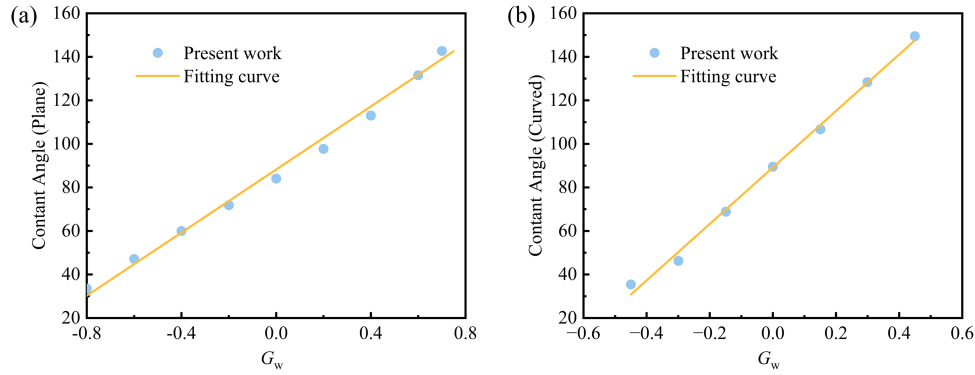 (a)
160
140
120
100
80
60
40
20
Contant Angle (Plane)
Present work
Fitting curve
-0.8
-0.4
0.0
0.4
0.8
Gw
(b)
160
140
120
100
80
60
40
20
Contant Angle (Curved)
Present work
Fitting curve
−0.6
−0.4
−0.2
0.0
0.2
0.4
0.6
Gw